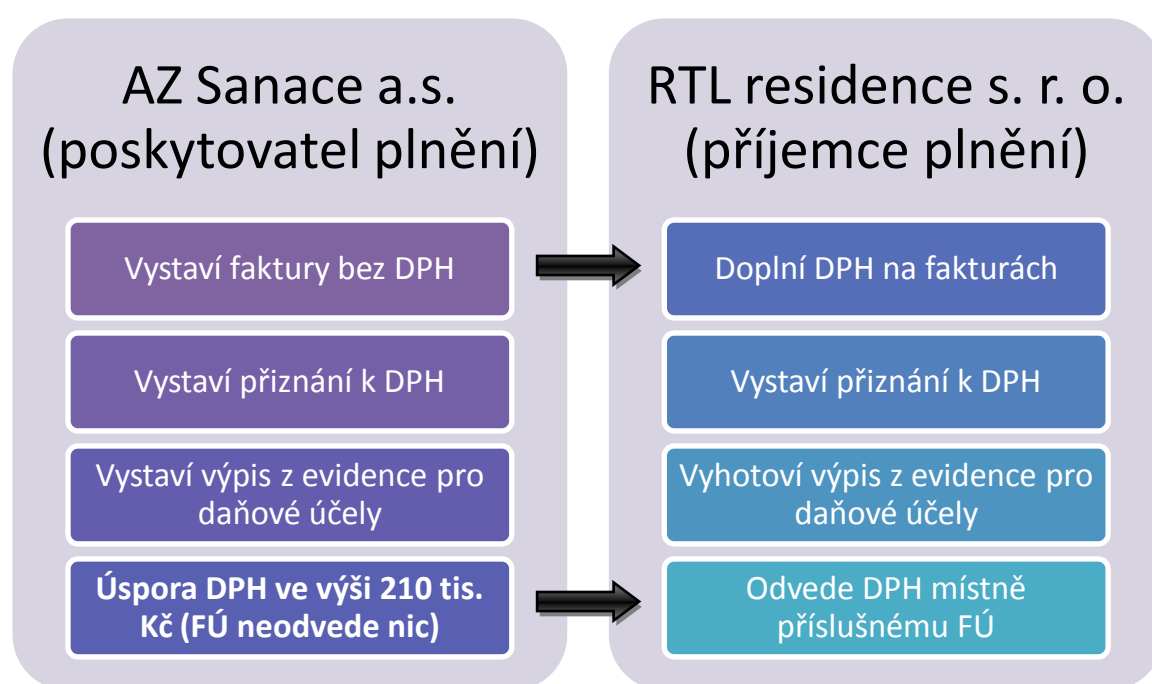 AZ Sanace a.s.
(poskytovatel plnění)
Vystaví faktury bez DPH
Vystaví přiznání k DPH
Vystaví výpis z evidence pro
daňové účely
Úspora DPH ve výši 210 tis.
Kč (FÚ neodvede nic)
RTL residence s. r. o.
(příjemce plnění)
Doplní DPH na fakturách
Vystaví přiznání k DPH
Vyhotoví výpis z evidence pro
daňové účely
Odvede DPH místně
příslušnému FÚ